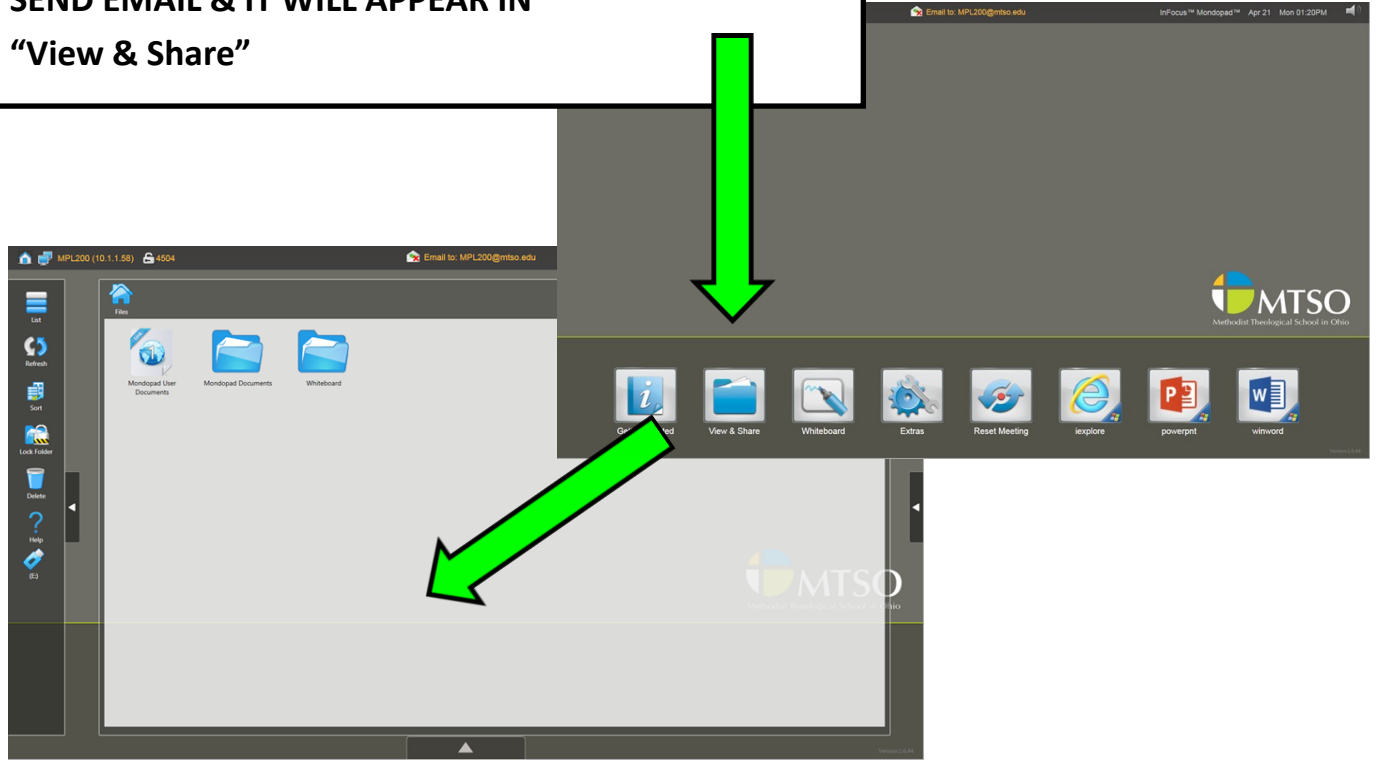 SEND EMAIL & IT WILL APPEAR IN
“View & Share”
Email to: MPL200@mtso.edu
InFocus™ Mondopad™ Apr 21 Mon 01:20PM
MTSO
Methodist Theological School in Ohio
View & Share
Whiteboard
Extras
Reset Meeting
iexplore
powerpnt
winword
MPL200 (10.1.1.58)
4504
Email to: MPL200@mtso.edu
List
Refresh
Sort
Lock Folder
Delete
Help
(E:)
Files
Mondopad User
Documents
Mondopad Documents
Whiteboard
MTSO
Methodist Theological School in Ohio